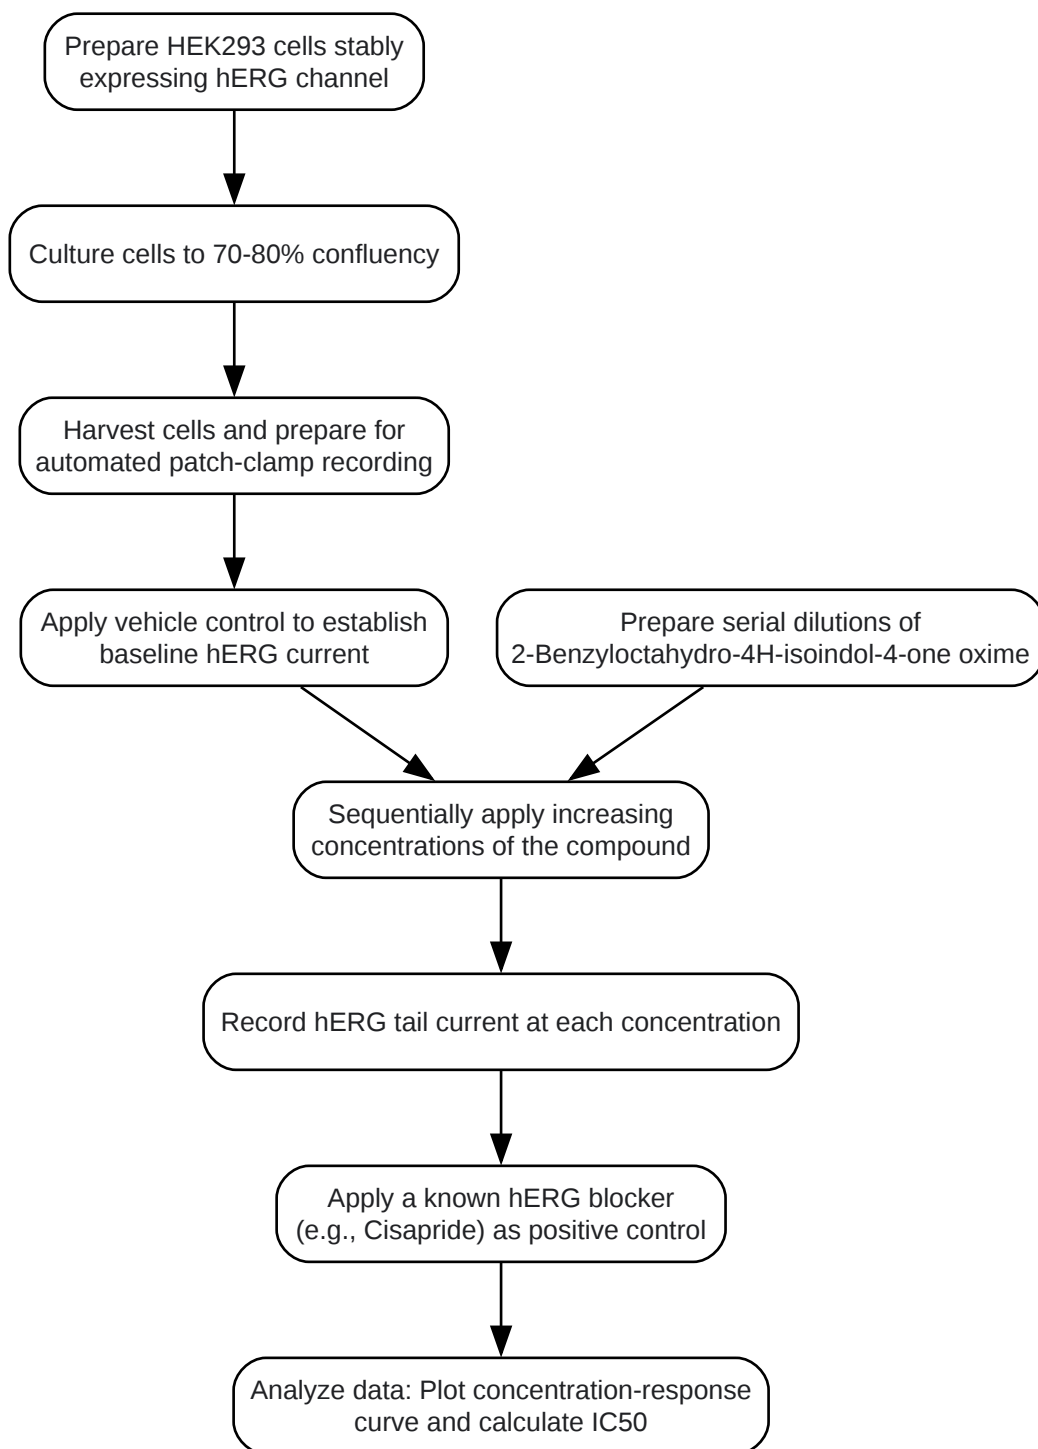 Prepare HEK293 cells stably
expressing hERG channel
Culture cells to 70-80% confluency
Harvest cells and prepare for
automated patch-clamp recording
Apply vehicle control to establish
baseline hERG current
Prepare serial dilutions of
2-Benzyloctahydro-4H-isoindol-4-one oxime
Sequentially apply increasing
concentrations of the compound
Record hERG tail current at each concentration
Apply a known hERG blocker
(e.g., Cisapride) as positive control
Analyze data: Plot concentration-response
curve and calculate IC50